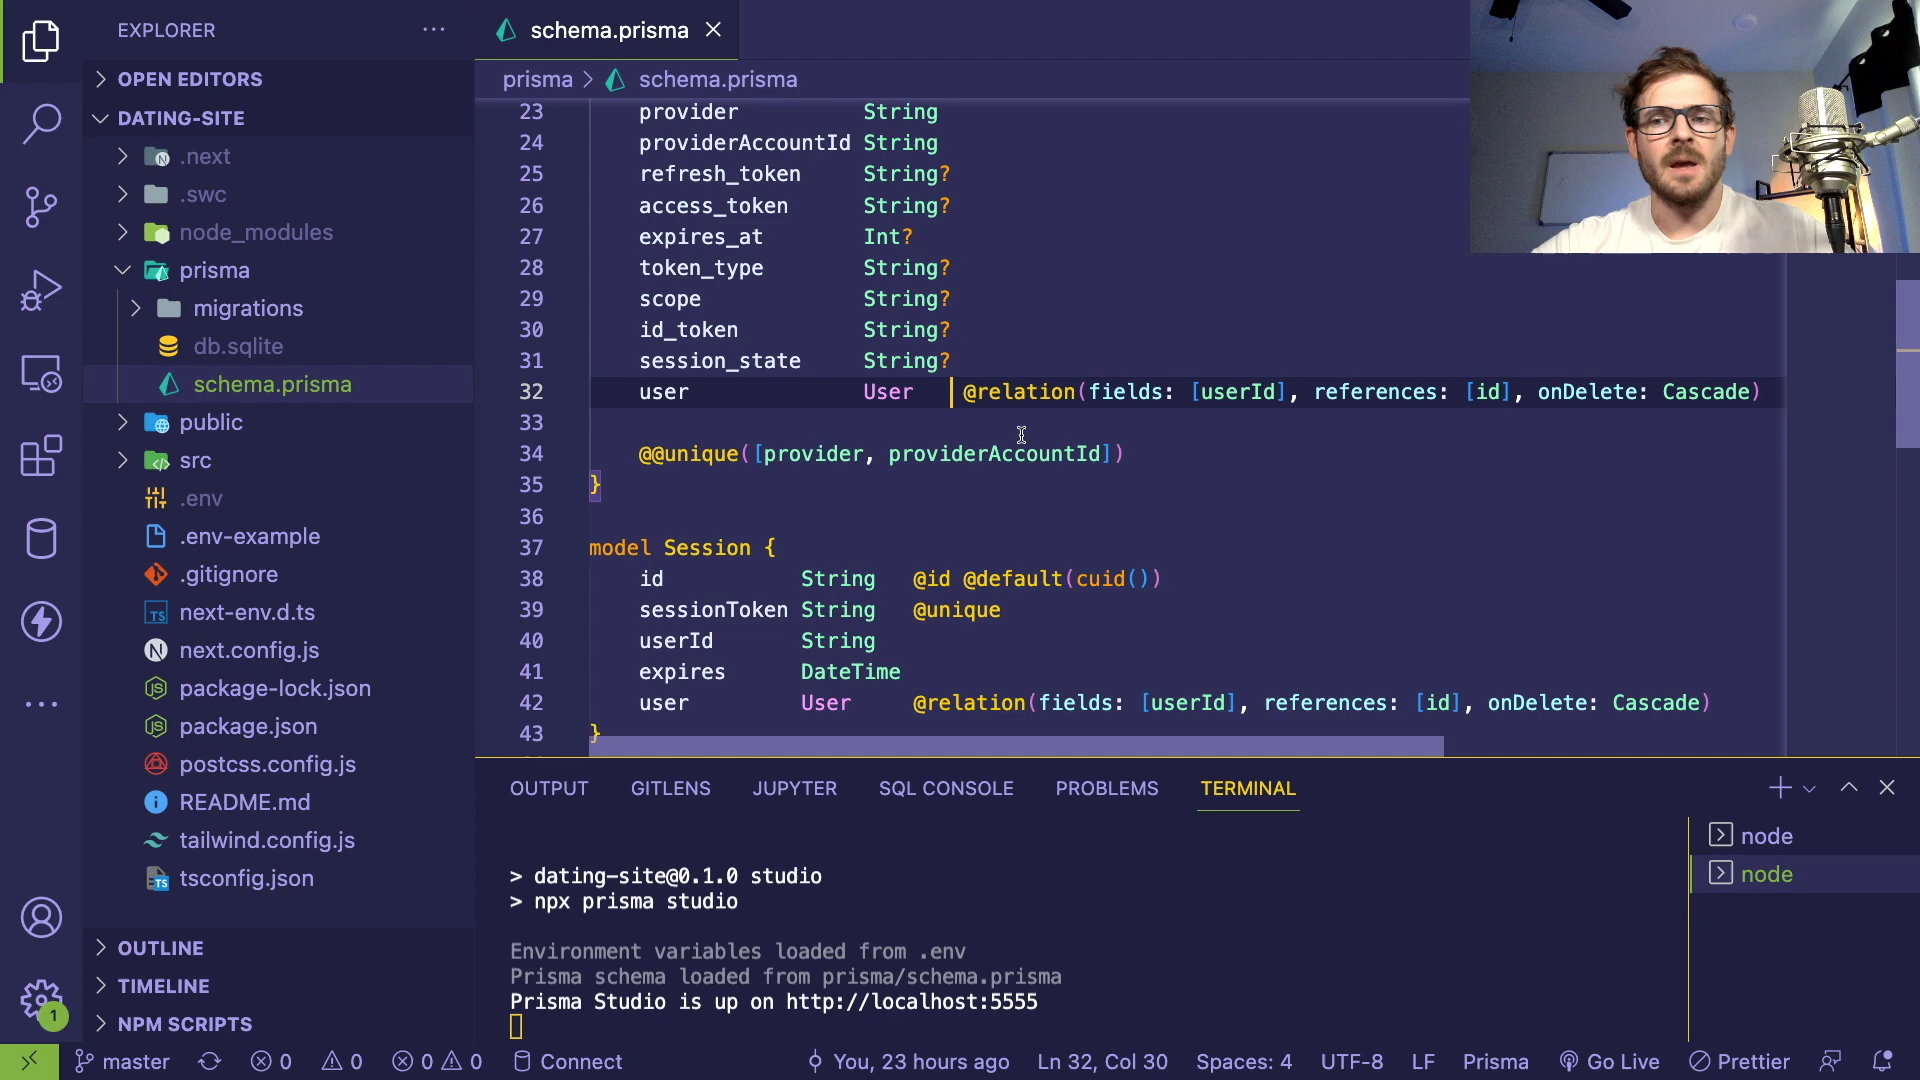 EXPLORER
OPEN EDITORS
DATING-SITE
.next
.swc
node_modules
prisma
migrations
db.sqlite
schema.prisma
public
src
.env
.env-example
.gitignore
next-env.d.ts
next.config.js
package-lock.json
package.json
postcss.config.js
README.md
tailwind.config.js
tsconfig.json
OUTLINE
TIMELINE
NPM SCRIPTS
schema.prisma
prisma > schema.prisma
23 provider String
24 providerAccountId String
25 refresh_token String?
26 access_token String?
27 expires_at Int?
28 token_type String?
29 scope String?
30 id_token String?
31 session_state String?
32 user User @relation(fields: [userId], references: [id], onDelete: Cascade)
33
34 @@unique([provider, providerAccountId])
35 }
36
37 model Session {
38 id String @id @default(cuid())
39 sessionToken String @unique
40 userId String
41 expires DateTime
42 user User @relation(fields: [userId], references: [id], onDelete: Cascade)
43 }
OUTPUT GITLENS JUPYTER SQL CONSOLE PROBLEMS TERMINAL
> dating-site@0.1.0 studio
> npx prisma studio
Environment variables loaded from .env
Prisma schema loaded from prisma/schema.prisma
Prisma Studio is up on http://localhost:5555
node
node
1
master 0 0 0 0 Connect You, 23 hours ago Ln 32, Col 30 Spaces: 4 UTF-8 LF Prisma Go Live Prettier